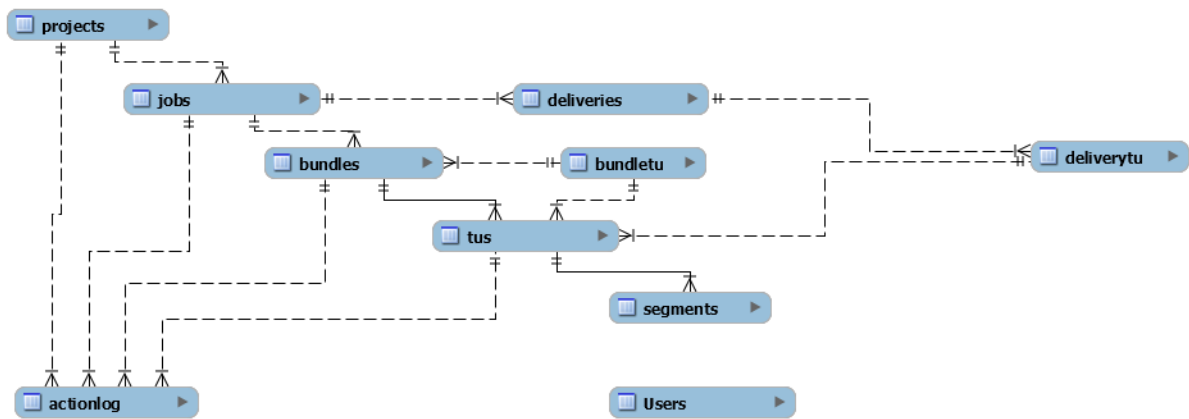 projects
jobs
deliveries
bundles
bundletu
deliverytu
tus
segments
actionlog
Users